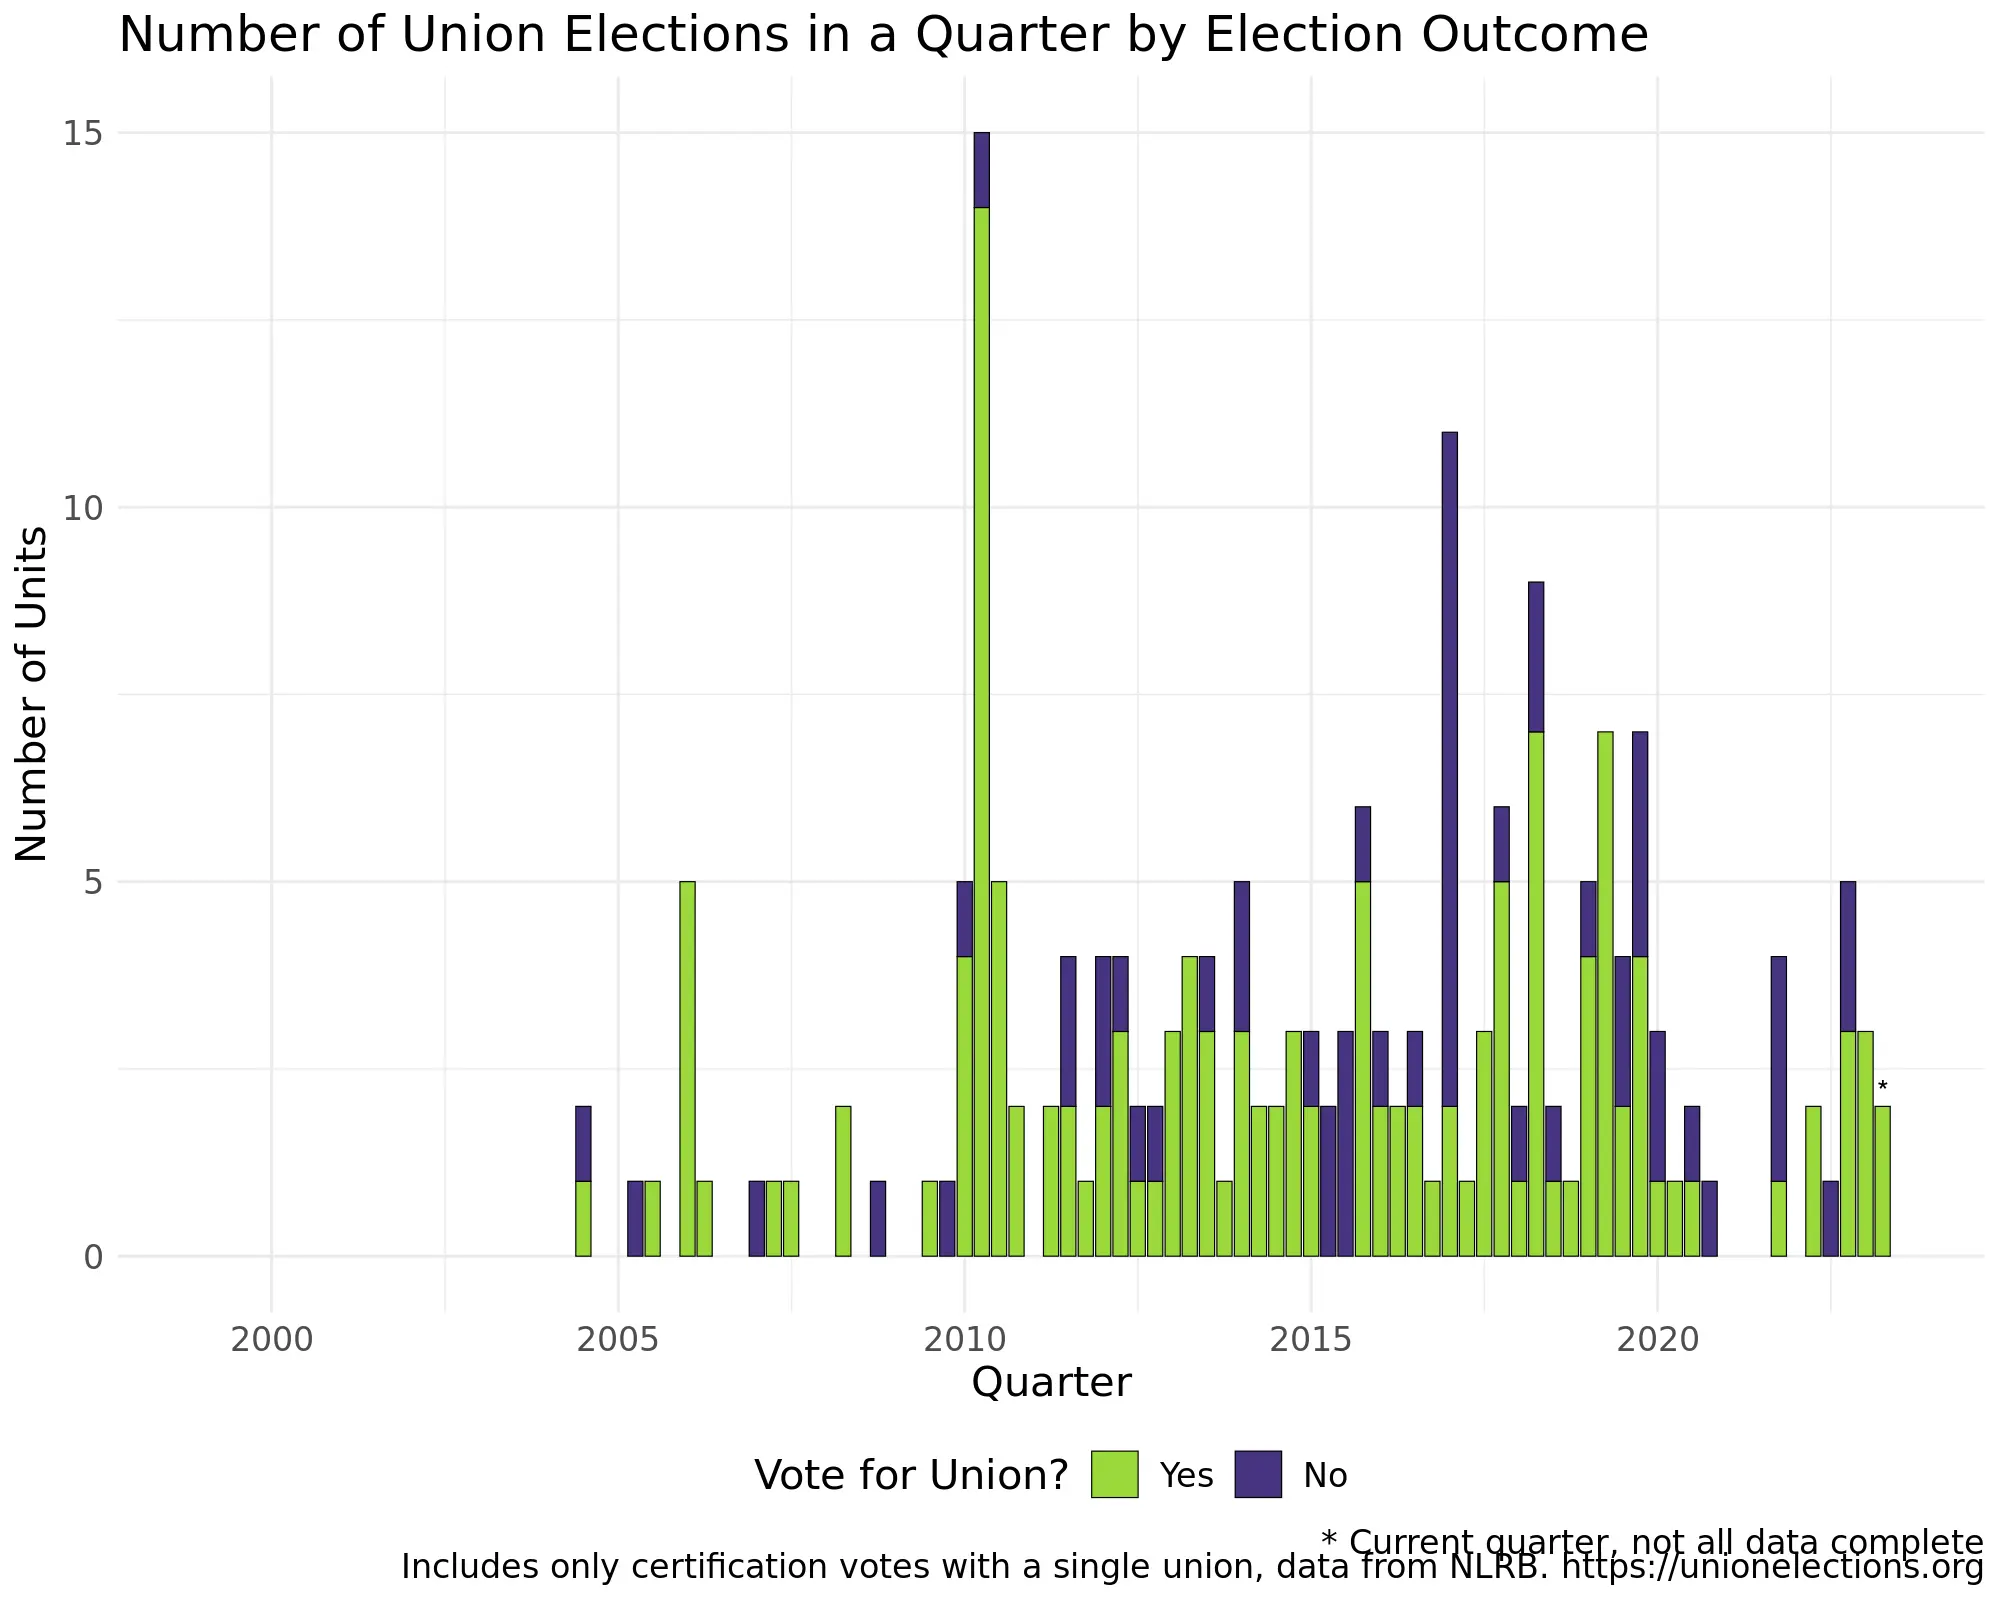 Number of Union Elections in a Quarter by Election Outcome
15
10
5
0
Number of Units
2000 2005 2010 2015 2020
*
Quarter
Vote for Union? Yes No
* Current quarter, not all data complete
Includes only certification votes with a single union, data from NLRB. https://unionelections.org